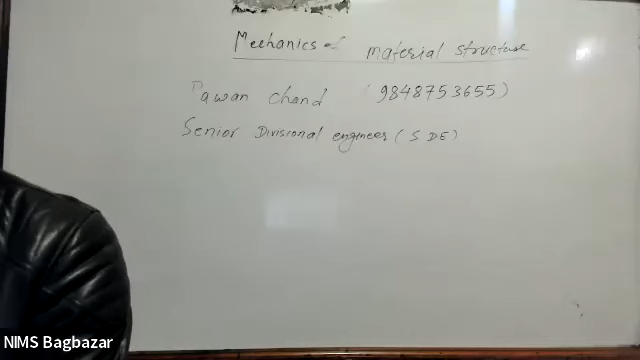 Mechanics of material structure
Pawan chand (9848753655)
Senior Divisional engineer (SDE)
NIMS Bagbazar